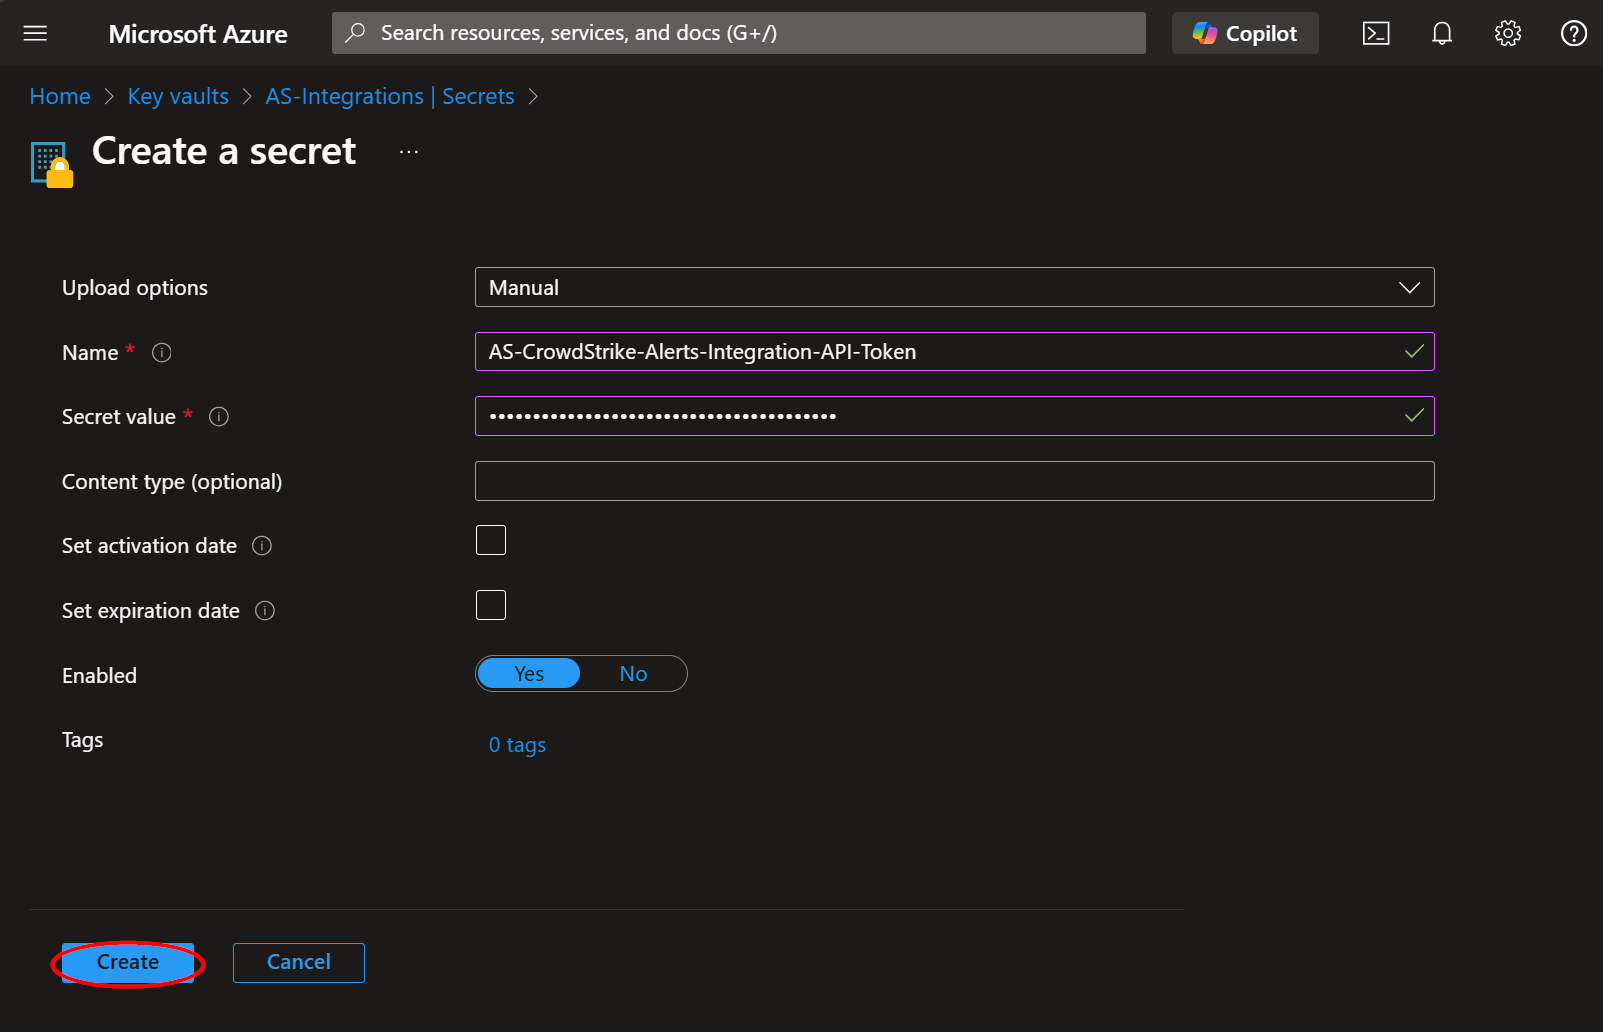 Microsoft Azure
Search resources, services, and docs (G+/)
Copilot
Home > Key vaults > AS-Integrations | Secrets >
Create a secret ...
Upload options
Manual
Name *
AS-CrowdStrike-Alerts-Integration-API-Token
Secret value *
••••••••••••••••••••••••••••••••••••••••
Content type (optional)
Set activation date
Set expiration date
Enabled
Yes No
Tags
0 tags
Create Cancel